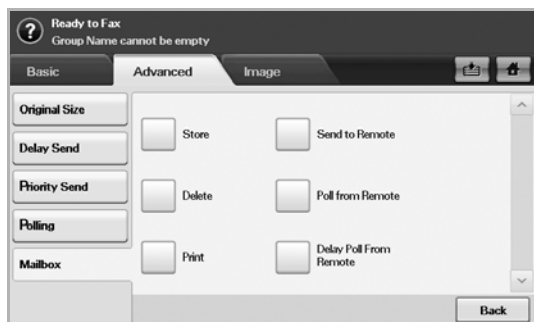 ?
Ready to Fax
Group Name cannot be empty
Basic
Advanced
Image
Original Size
Delay Send
Priority Send
Polling
Mailbox
Store
Send to Remote
Delete
Poll from Remote
Print
Delay Poll From
Remote
Back